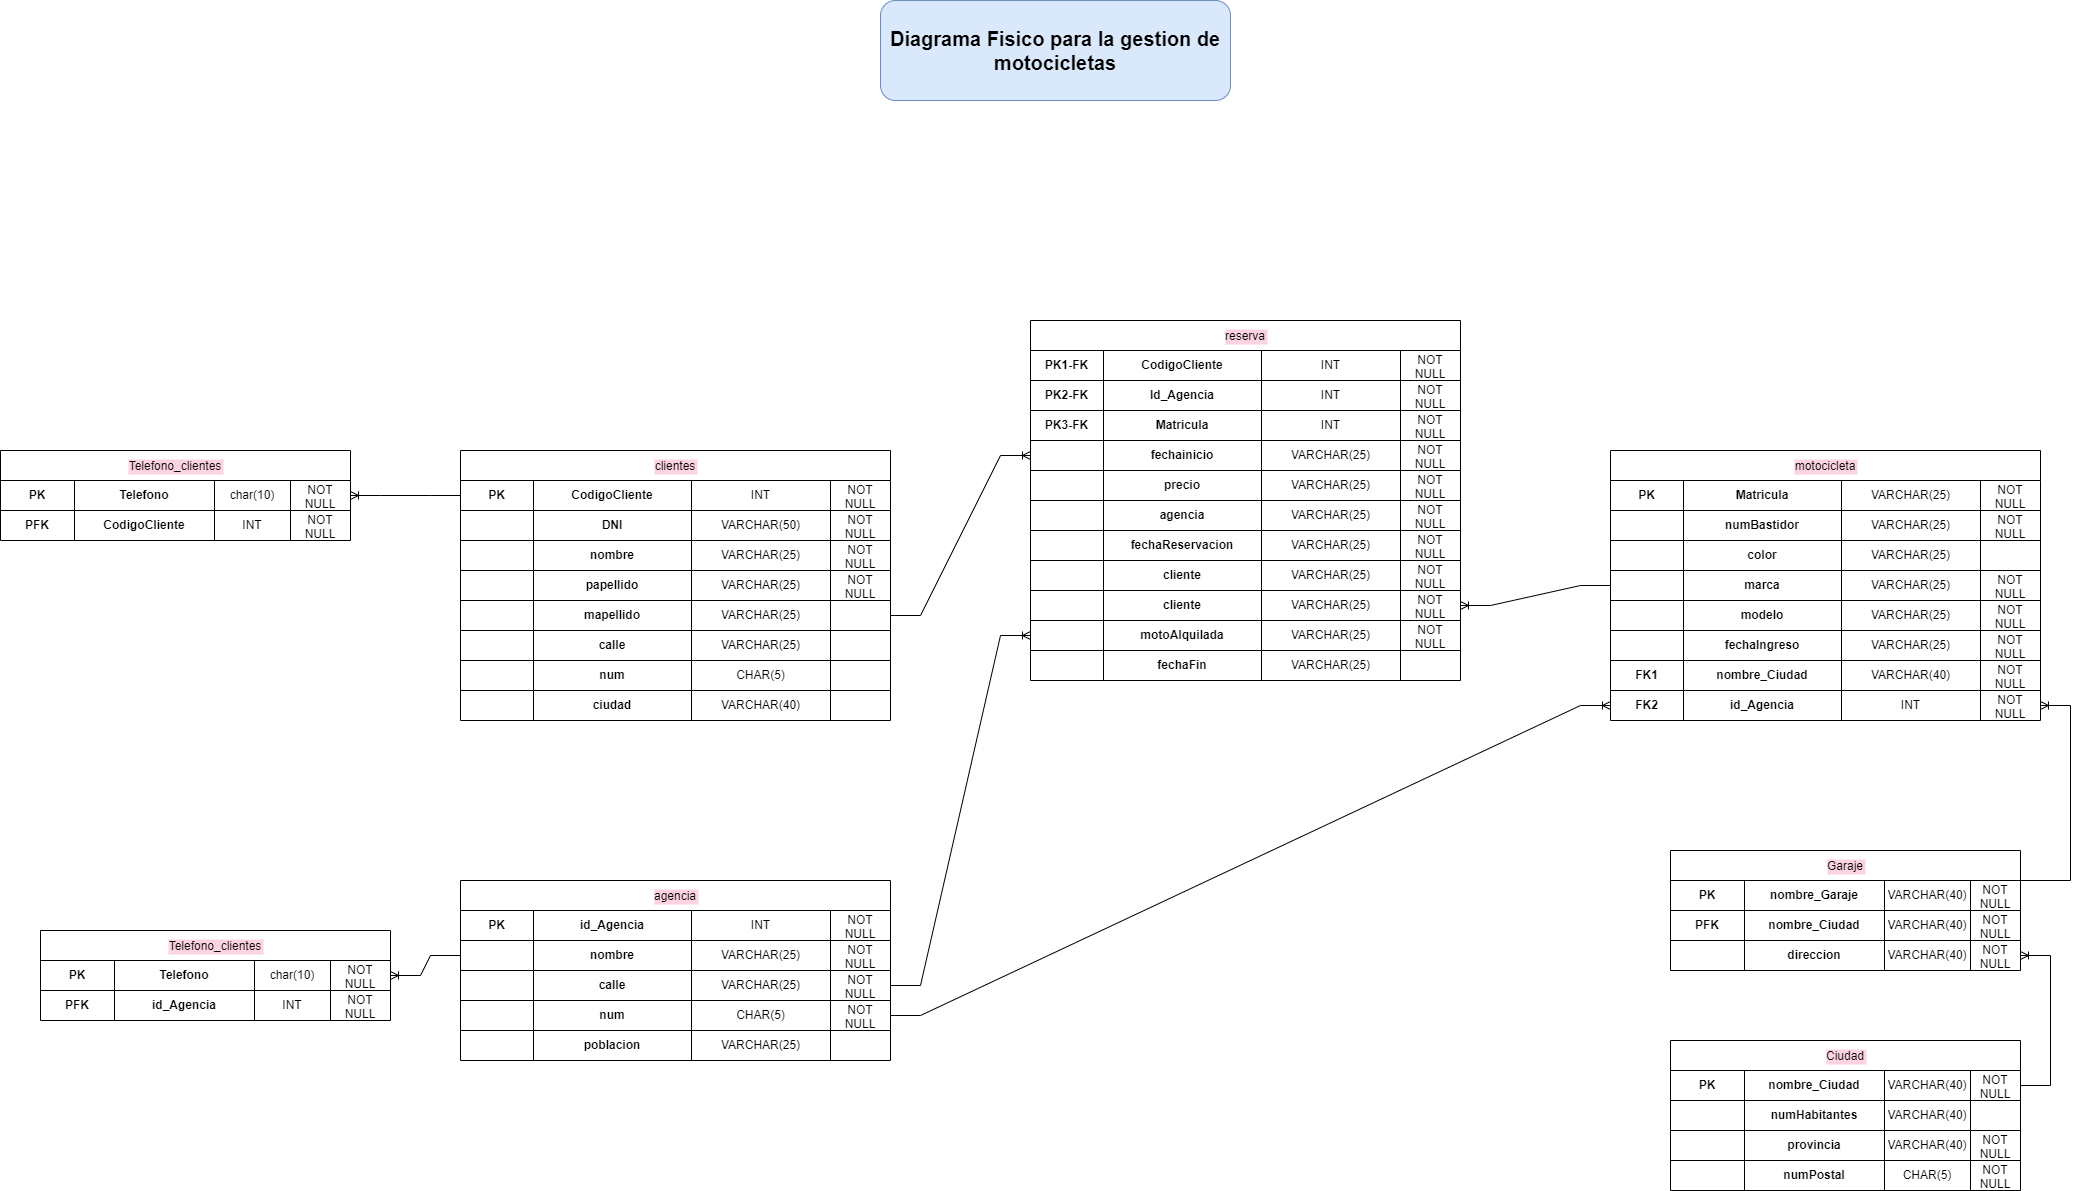 Diagrama Fisico para la gestion de
motocicletas
reserva
PK1-FK CodigoCliente INT NOT NULL
PK2-FK Id_Agencia INT NOT NULL
PK3-FK Matricula INT NOT NULL
fechainicio VARCHAR(25) NOT NULL
precio VARCHAR(25) NOT NULL
agencia VARCHAR(25) NOT NULL
fechaReservacion VARCHAR(25) NOT NULL
cliente VARCHAR(25) NOT NULL
cliente VARCHAR(25) NOT NULL
motoAlquilada VARCHAR(25) NOT NULL
fechaFin VARCHAR(25)
Telefono_clientes
PK Telefono char(10) NOT NULL
PFK CodigoCliente INT NOT NULL
clientes
PK CodigoCliente INT NOT NULL
DNI VARCHAR(50) NOT NULL
nombre VARCHAR(25) NOT NULL
papellido VARCHAR(25) NOT NULL
mapellido VARCHAR(25)
calle VARCHAR(25)
num CHAR(5)
ciudad VARCHAR(40)
motocicleta
PK Matricula VARCHAR(25) NOT NULL
numBastidor VARCHAR(25) NOT NULL
color VARCHAR(25)
marca VARCHAR(25) NOT NULL
modelo VARCHAR(25) NOT NULL
fechaIngreso VARCHAR(25) NOT NULL
FK1 nombre_Ciudad VARCHAR(40) NOT NULL
FK2 id_Agencia INT NOT NULL
Telefono_clientes
PK Telefono char(10) NOT NULL
PFK id_Agencia INT NOT NULL
agencia
PK id_Agencia INT NOT NULL
nombre VARCHAR(25) NOT NULL
calle VARCHAR(25) NOT NULL
num CHAR(5) NOT NULL
poblacion VARCHAR(25)
Garaje
PK nombre_Garaje VARCHAR(40) NOT NULL
PFK nombre_Ciudad VARCHAR(40) NOT NULL
direccion VARCHAR(40) NOT NULL
Ciudad
PK nombre_Ciudad VARCHAR(40) NOT NULL
numHabitantes VARCHAR(40)
provincia VARCHAR(40) NOT NULL
numPostal CHAR(5) NOT NULL